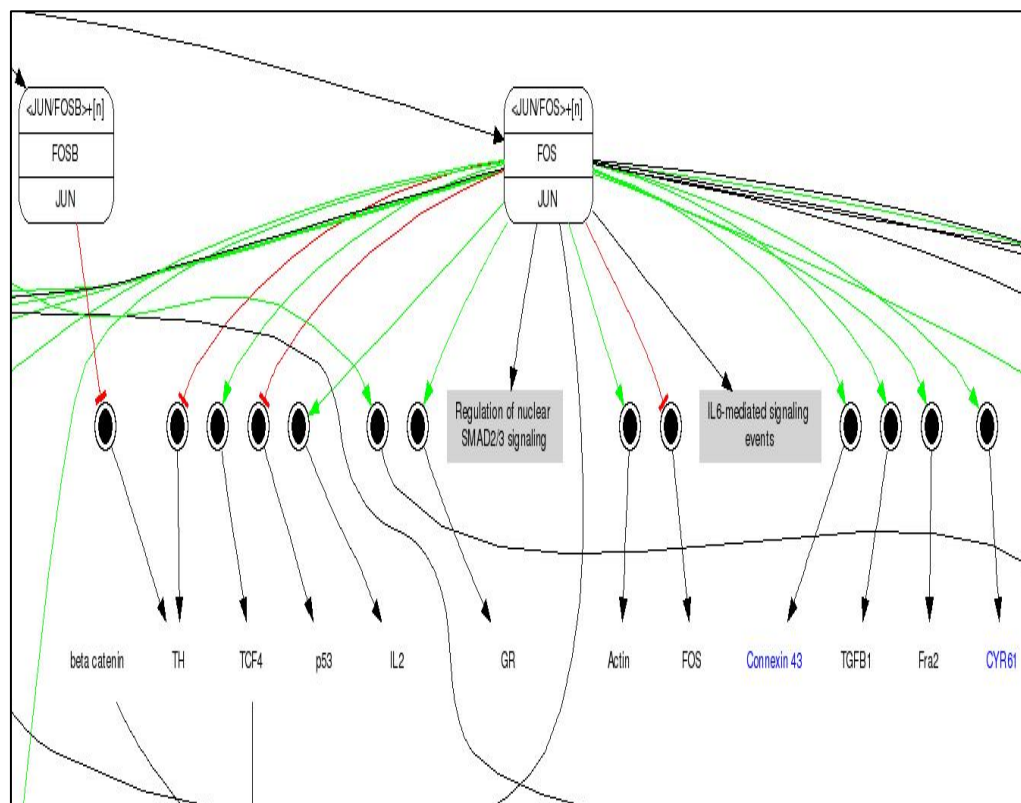 <JUN/FOSB>+[n]
FOSB
JUN
<JUN/FOS>+[n]
FOS
JUN
Regulation of nuclear
SMAD2/3 signaling
IL6-mediated signaling
events
beta catenin
TH
TCF4
p53
IL2
GR
Actin
FOS
Connexin 43
TGFB1
Fra2
CYR61